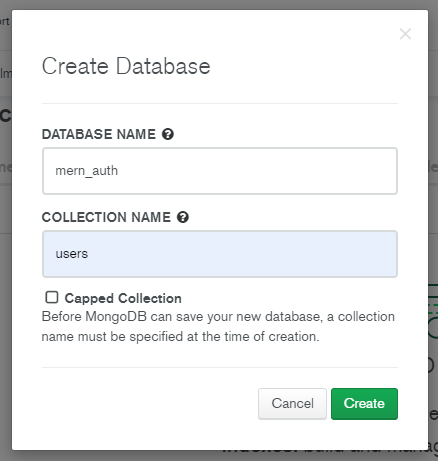 Create Database
DATABASE NAME
mern_auth
COLLECTION NAME
users
Capped Collection
Before MongoDB can save your new database, a collection
name must be specified at the time of creation.
Cancel Create